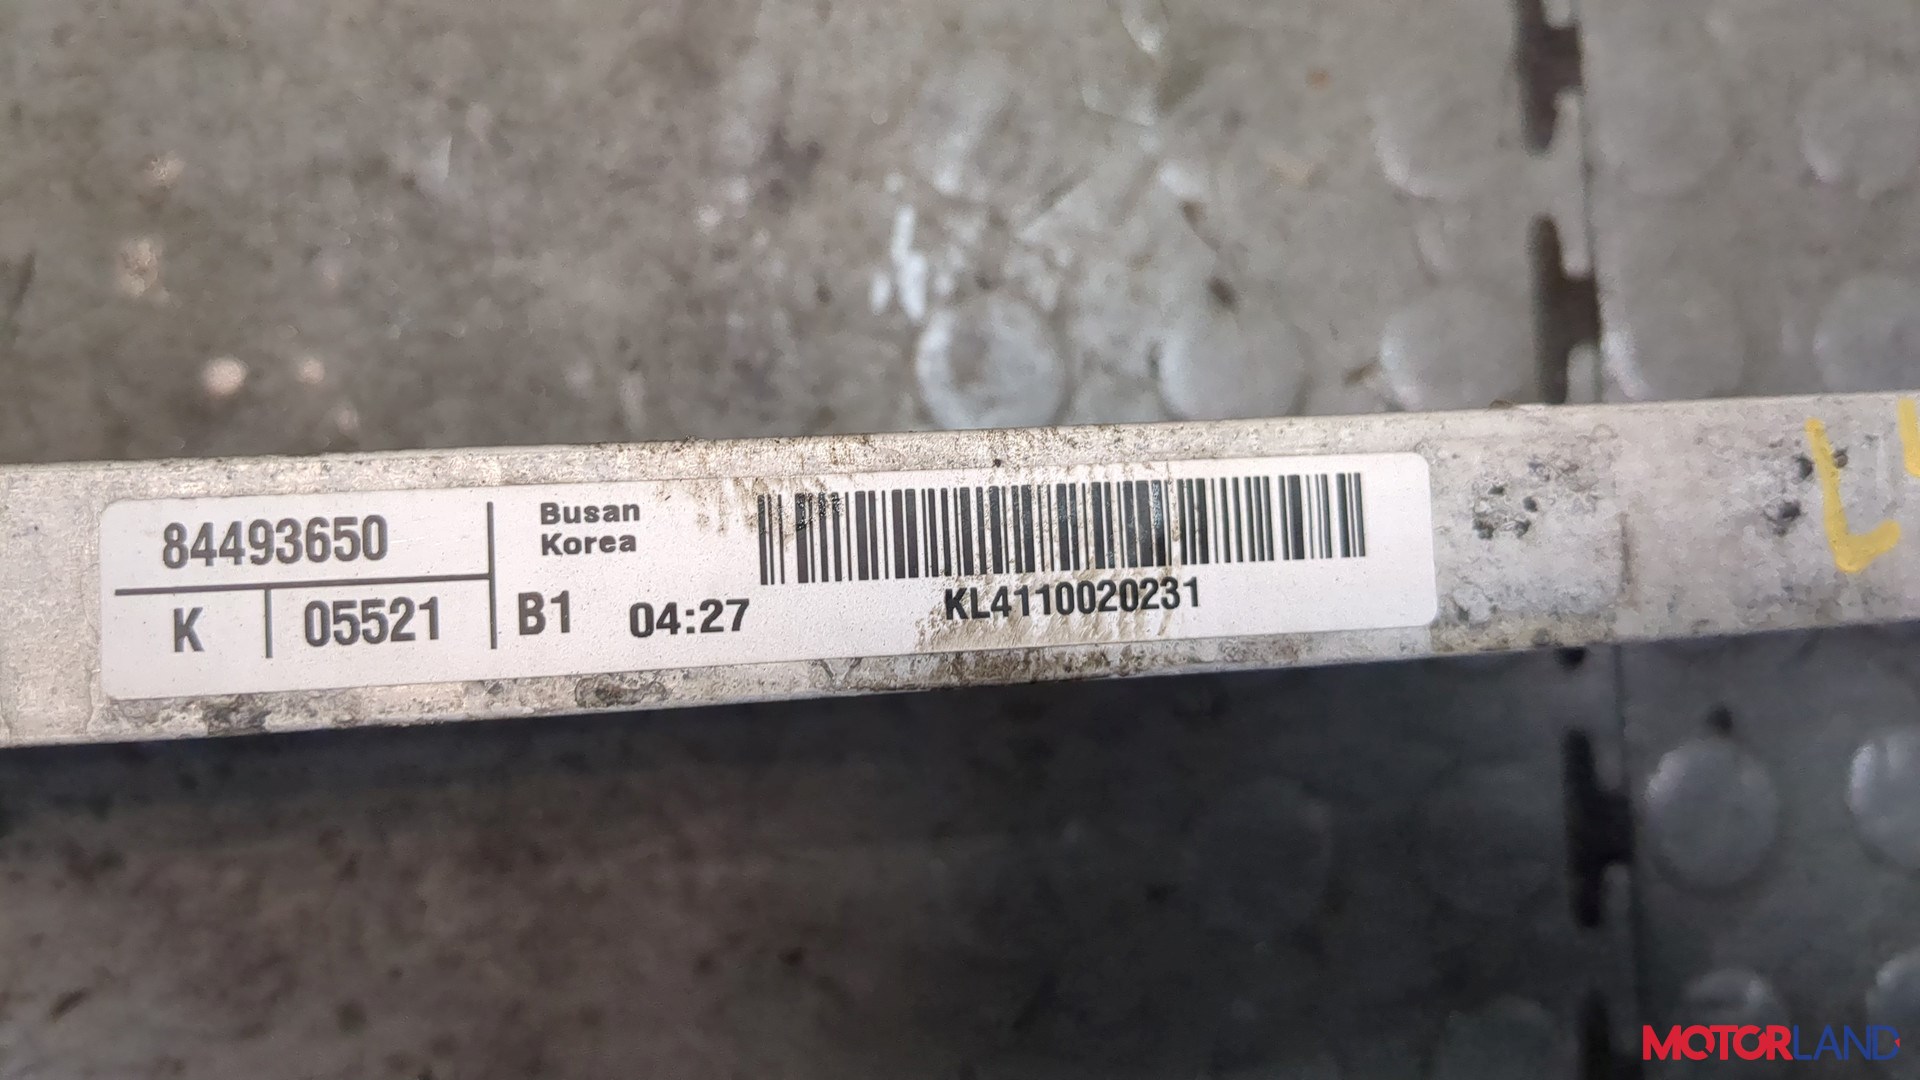 84493650
K 05521
Busan
Korea
B1 04:27
KL4110020231
MOTORLAND